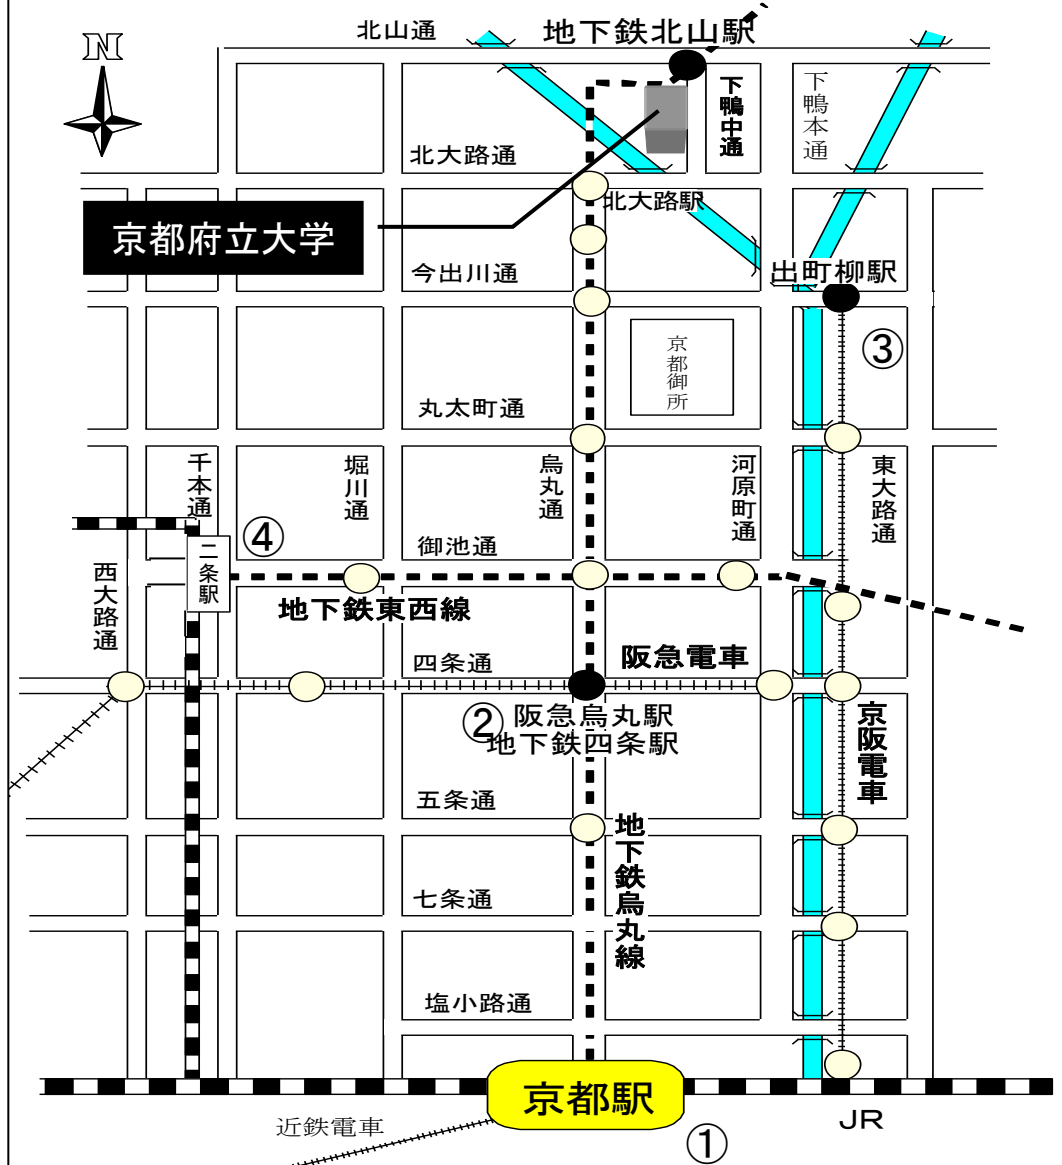 北山通
地下鉄北山駅
N
下鴨中通
下鴨本通
北大路通
北大路駅
京都府立大学
今出川通
出町柳駅
③
京都御所
丸太町通
千本通
堀川通
烏丸通
河原町通
東大路通
④
御池通
二条駅
西大路通
地下鉄東西線
四条通
阪急電車
②
阪急烏丸駅
地下鉄四条駅
京阪電車
五条通
地下鉄烏丸線
七条通
塩小路通
京都駅
近鉄電車
JR
①